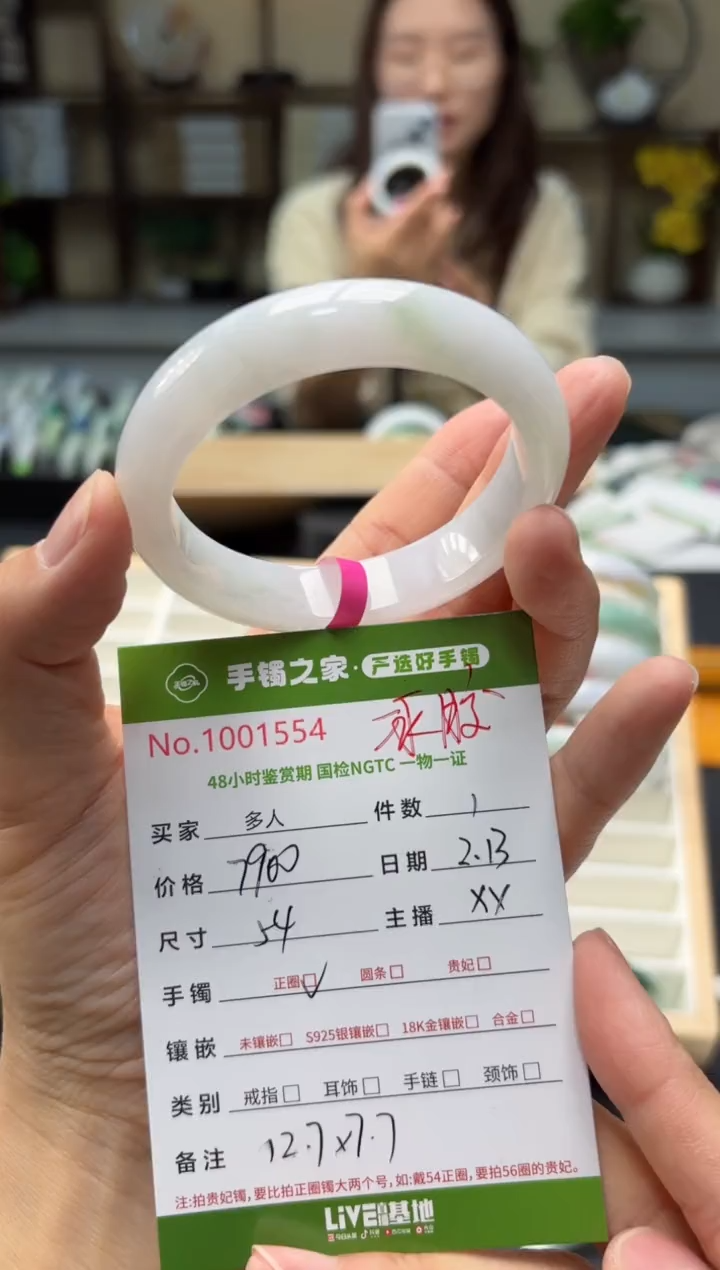 手镯之家·严选好手镯
No.1001554
48小时鉴赏期 国检NGTC 一物一证
买家 多人 件数 1
价格 7900 日期 2.13
尺寸 54 主播 XX
手镯 正圈☑ 圆条☐ 贵妃☐
镶嵌 未镶嵌☐ S925银镶嵌☐ 18K金镶嵌☐ 合金☐
类别 戒指☐ 耳饰☐ 手链☐ 颈饰☐
备注 12.7x7.7
注:拍贵妃镯,要比拍正圈镯大两个号,如:戴54正圈,要拍56圈的贵妃。
LiVE 基地